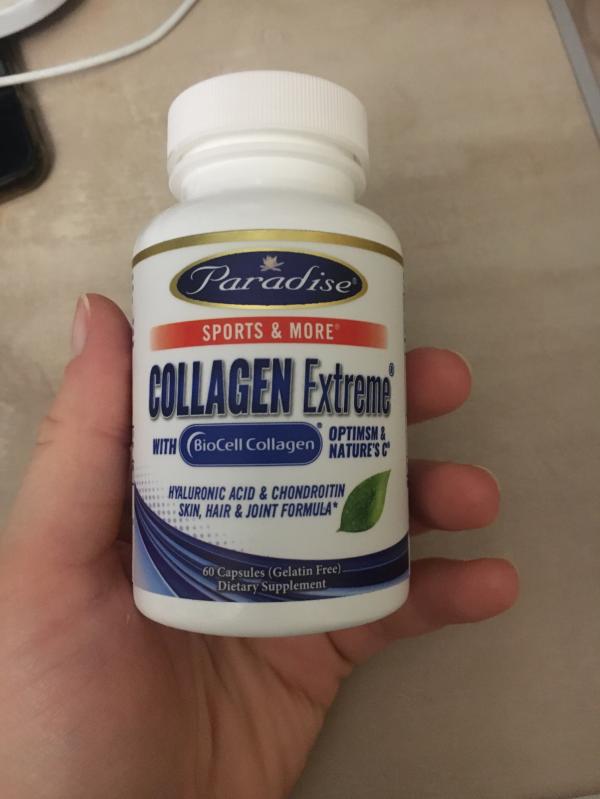 Paradise®
SPORTS & MORE®
COLLAGEN Extreme®
WITH BioCell Collagen® OPTIMSM &
NATURE'S C®
HYALURONIC ACID & CHONDROITIN
SKIN, HAIR & JOINT FORMULA*
60 Capsules (Gelatin Free)
Dietary Supplement